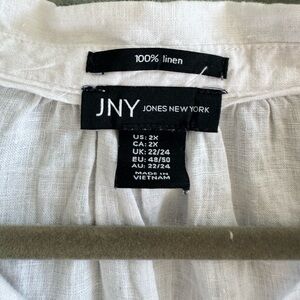 100% linen
JNY JONES NEW YORK
US: 2X
CA: 2X
UK: 22/24
EU: 48/50
AU: 22/24
MADE IN
VIETNAM